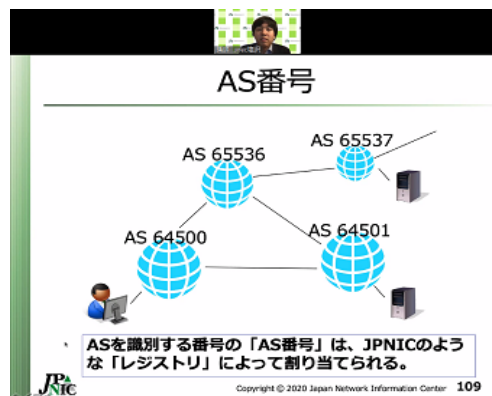 AS番号
AS 65537
AS 65536
AS 64500
AS 64501
ASを識別する番号の「AS番号」は、JPNICのよう
な「レジストリ」によって割り当てられる。
JPNIC
Copyright © 2020 Japan Network Information Center 109